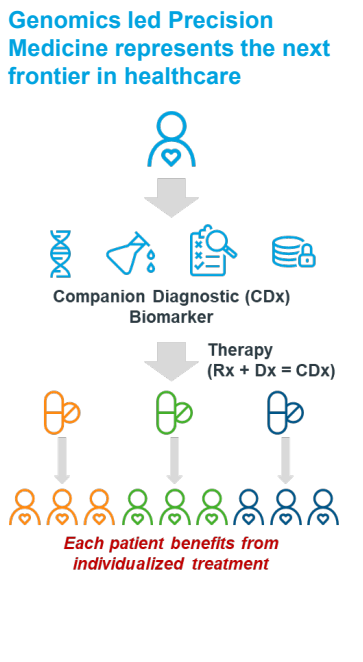 Genomics led Precision
Medicine represents the next
frontier in healthcare
Companion Diagnostic (CDx)
Biomarker
Therapy
(Rx + Dx = CDx)
Each patient benefits from
individualized treatment